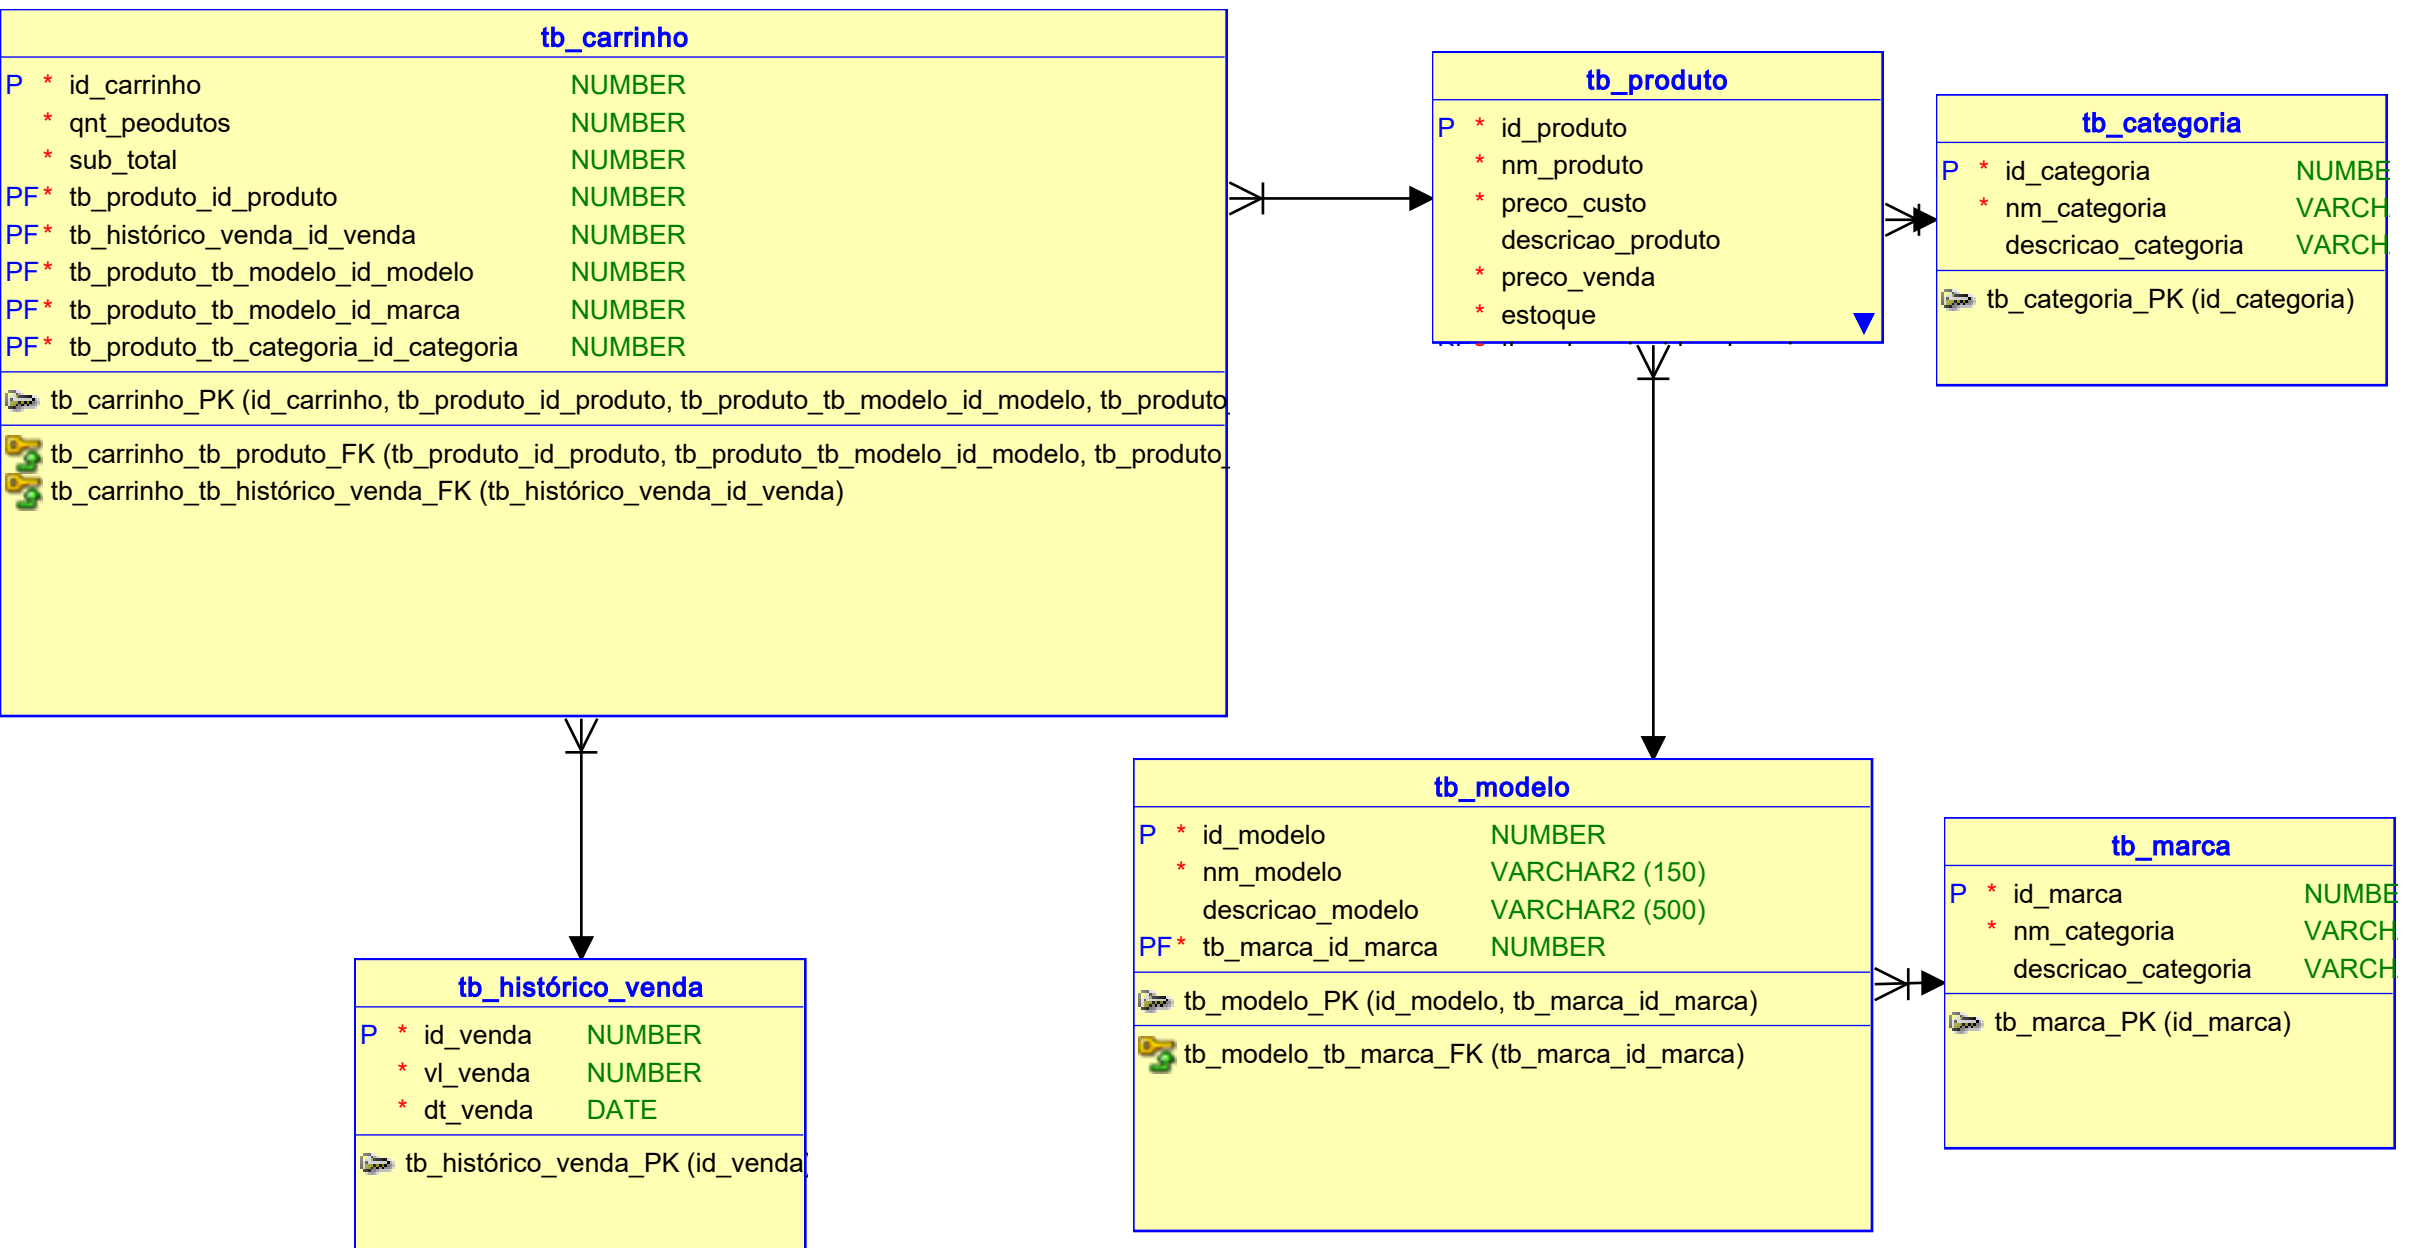 tb_carrinho
P * id_carrinho NUMBER
* qnt_peodutos NUMBER
* sub_total NUMBER
PF* tb_produto_id_produto NUMBER
PF* tb_histórico_venda_id_venda NUMBER
PF* tb_produto_tb_modelo_id_modelo NUMBER
PF* tb_produto_tb_modelo_id_marca NUMBER
PF* tb_produto_tb_categoria_id_categoria NUMBER
tb_carrinho_PK (id_carrinho, tb_produto_id_produto, tb_produto_tb_modelo_id_modelo, tb_produto_
tb_carrinho_tb_produto_FK (tb_produto_id_produto, tb_produto_tb_modelo_id_modelo, tb_produto_
tb_carrinho_tb_histórico_venda_FK (tb_histórico_venda_id_venda)
tb_produto
P * id_produto
* nm_produto
* preco_custo
descricao_produto
* preco_venda
* estoque
tb_categoria
P * id_categoria NUMBE
* nm_categoria VARCH
descricao_categoria VARCH
tb_categoria_PK (id_categoria)
tb_modelo
P * id_modelo NUMBER
* nm_modelo VARCHAR2 (150)
descricao_modelo VARCHAR2 (500)
PF* tb_marca_id_marca NUMBER
tb_modelo_PK (id_modelo, tb_marca_id_marca)
tb_modelo_tb_marca_FK (tb_marca_id_marca)
tb_marca
P * id_marca NUMBE
* nm_categoria VARCH
descricao_categoria VARCH
tb_marca_PK (id_marca)
tb_histórico_venda
P * id_venda NUMBER
* vl_venda NUMBER
* dt_venda DATE
tb_histórico_venda_PK (id_venda